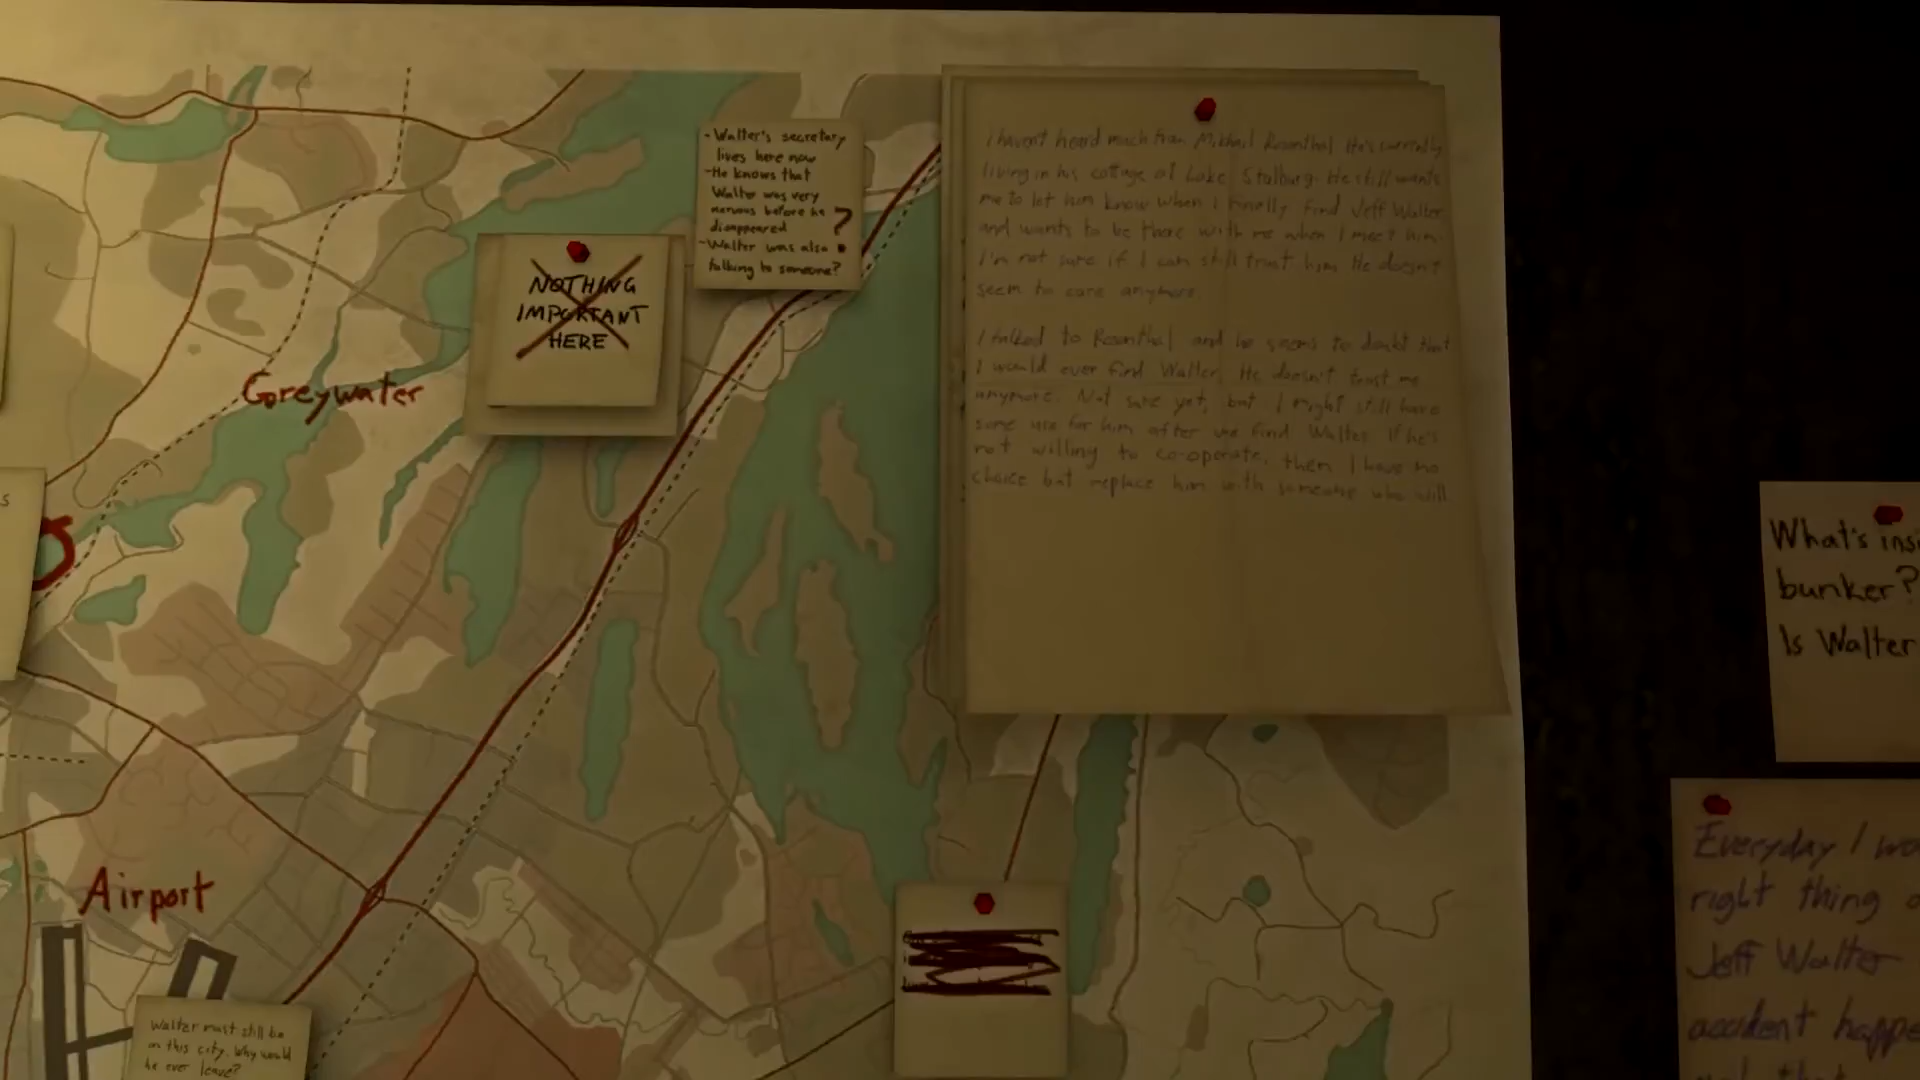 - Walter's secretary
lives here now
- He knows that
Walter was very
nervous before he
disappeared
- Walter was also
talking to someone?
?
NOTHING
IMPORTANT
HERE
Greywater
I haven't heard much from Mikhail Rosenthal. He's currently
living in his cottage at Lake Stalburg. He still wants
me to let him know when I finally find Jeff Walter
and wants to be there with me when I meet him.
I'm not sure if I can still trust him. He doesn't
seem to care anymore.
I talked to Rosenthal and he seems to doubt that
I would ever find Walter. He doesn't trust me
anymore. Not sure yet, but I might still have
some use for him after we find Walter. If he's
not willing to co-operate, then I have no
choice but replace him with someone who will
s
What's insi
bunker?
Is Walter
Airport
Everyday I wo
right thing
Jeff Walter
accident happe
Walter must still be
in this city. Why would
he ever leave?